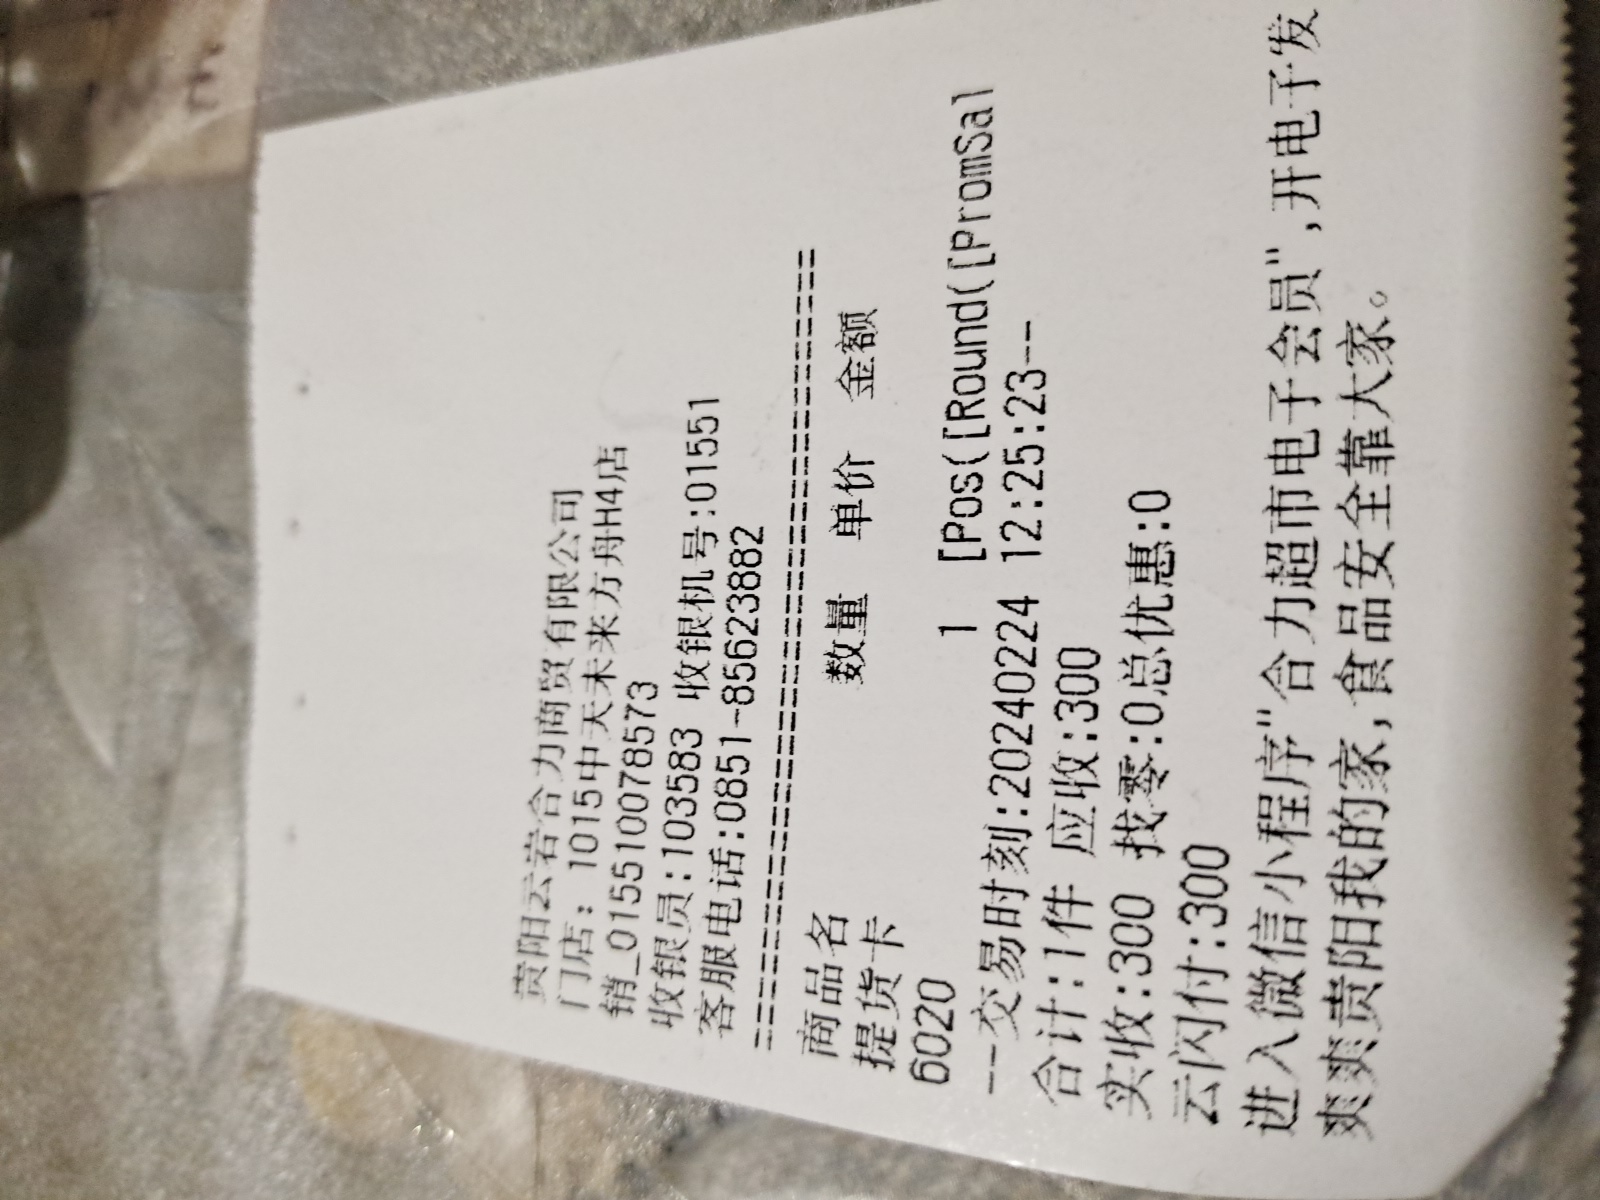 贵阳云岩合力商贸有限公司
门店：1015中天未来方舟H4店
销_015510078573
收银员:103583 收银机号:01551
客服电话:0851-85623882
================================
商品名 数量 单价 金额
提货卡
6020 1 [Pos([Round([PromSal
--交易时刻:20240224 12:25:23--
合计:1件 应收:300
实收:300 找零:0总优惠:0
云闪付:300
进入微信小程序"合力超市电子会员",开电子发
爽爽贵阳我的家,食品安全靠大家。